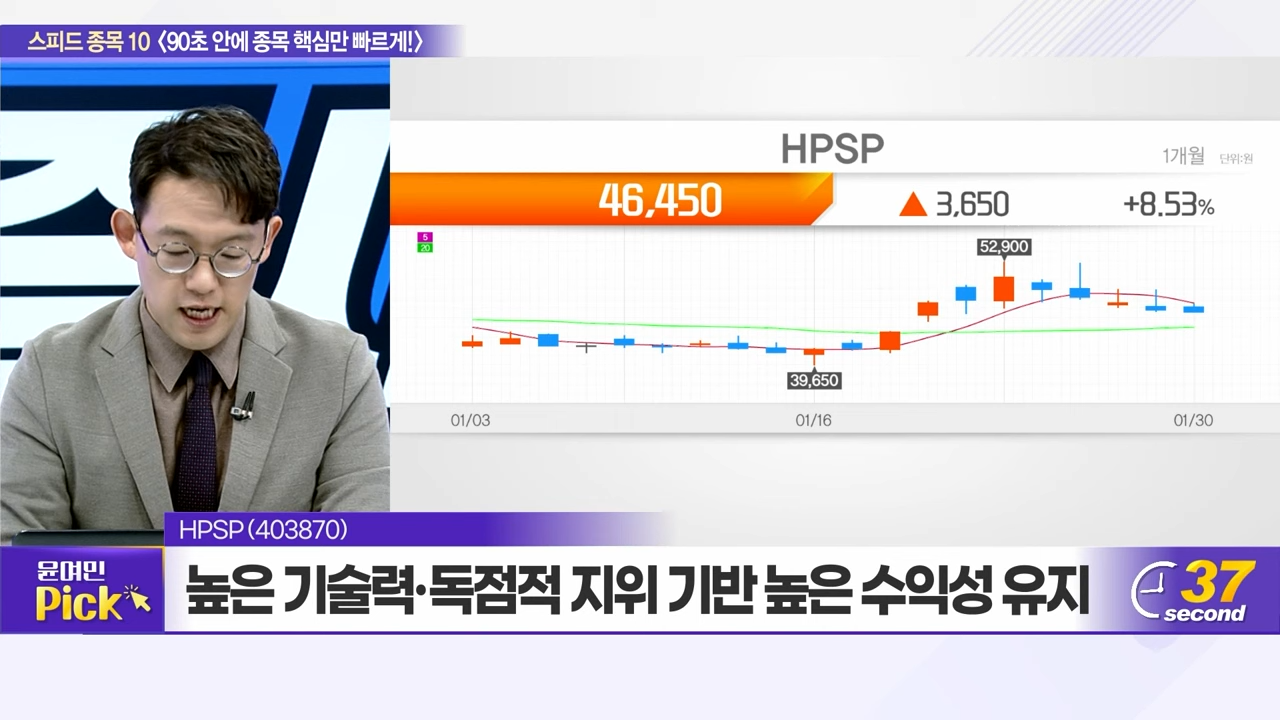 스피드 종목 10 〈90초 안에 종목 핵심만 빠르게!〉
HPSP
1개월 단위:원
46,450 ▲ 3,650 +8.53%
5
20
52,900
39,650
01/03 01/16 01/30
HPSP(403870)
윤여민
Pick
높은 기술력·독점적 지위 기반 높은 수익성 유지
37
second